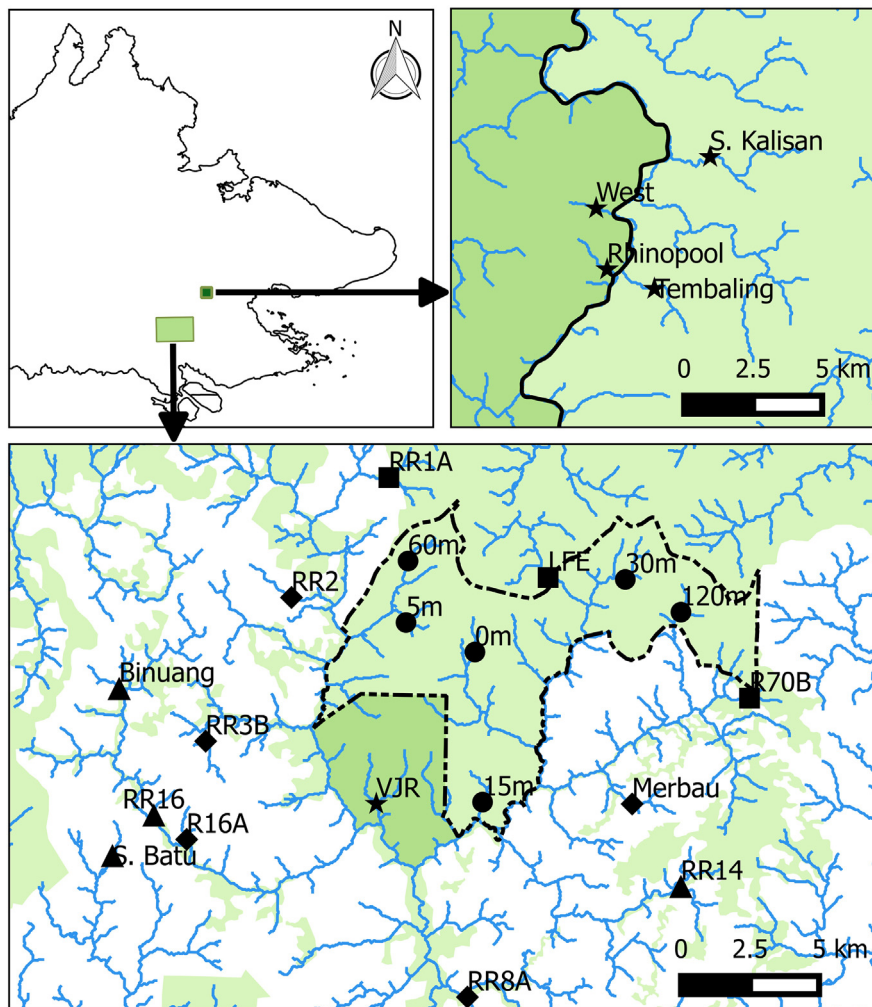 N
S. Kalisan
West
Rhinopool
Tembaling
0 2.5 5 km
RR1A
60m
LFE
30m
RR2
5m
120m
0m
Binuang
R70B
RR3B
VJR
15m
Merbau
RR16
R16A
S. Batu
RR14
0 2.5 5 km
RR8A